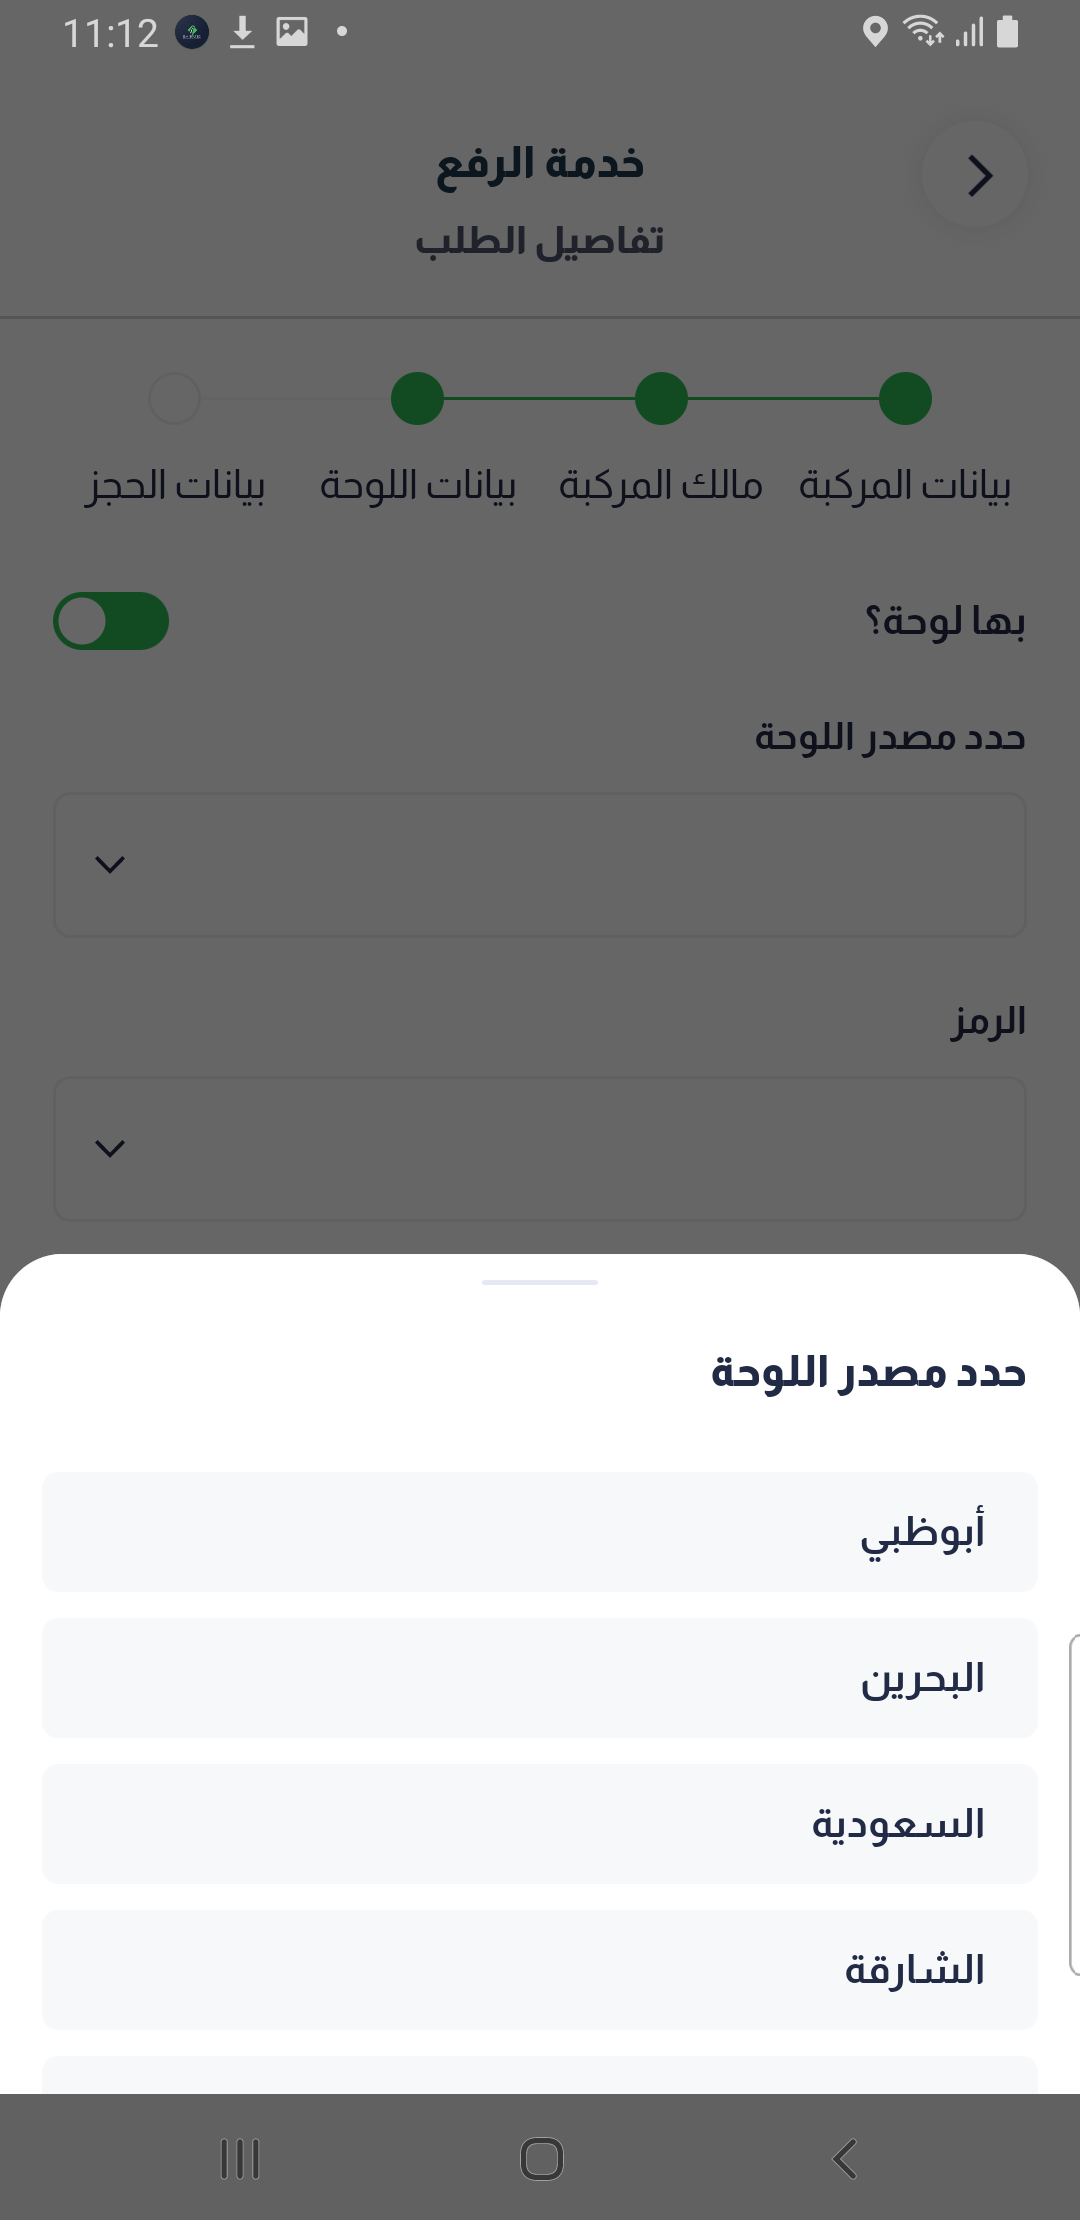 11:12
خدمة الرفع
تفاصيل الطلب
بيانات المركبة
مالك المركبة
بيانات اللوحة
بيانات الحجز
بها لوحة؟
حدد مصدر اللوحة
الرمز
حدد مصدر اللوحة
أبوظبي
البحرين
السعودية
الشارقة